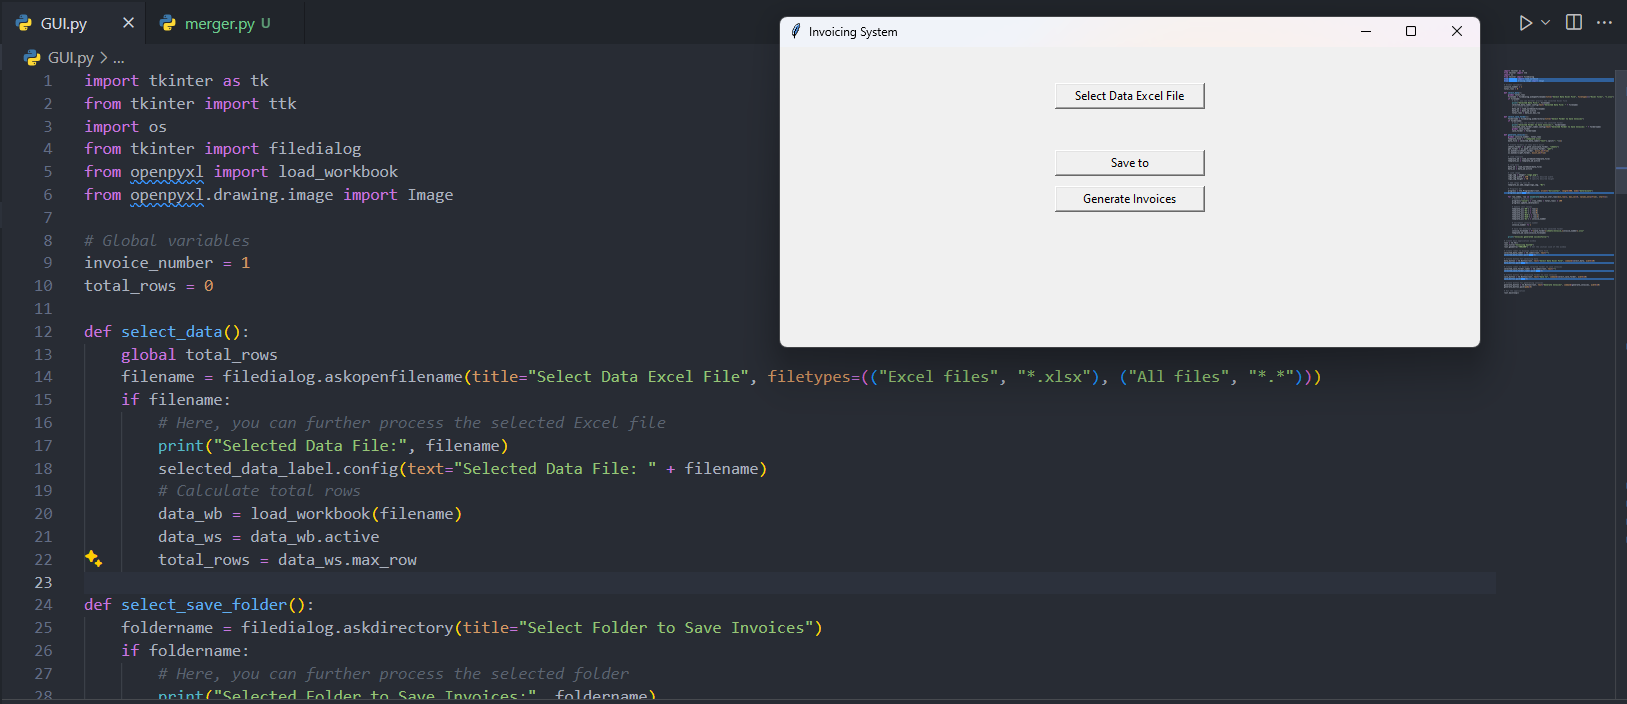 GUI.py
merger.py U
GUI.py > ...
1 import tkinter as tk
2 from tkinter import ttk
3 import os
4 from tkinter import filedialog
5 from openpyxl import load_workbook
6 from openpyxl.drawing.image import Image
7
8 # Global variables
9 invoice_number = 1
10 total_rows = 0
11
12 def select_data():
13 global total_rows
14 filename = filedialog.askopenfilename(title="Select Data Excel File", filetypes=(("Excel files", "*.xlsx"), ("All files", "*.*")))
15 if filename:
16 # Here, you can further process the selected Excel file
17 print("Selected Data File:", filename)
18 selected_data_label.config(text="Selected Data File: " + filename)
19 # Calculate total rows
20 data_wb = load_workbook(filename)
21 data_ws = data_wb.active
22 total_rows = data_ws.max_row
23
24 def select_save_folder():
25 foldername = filedialog.askdirectory(title="Select Folder to Save Invoices")
26 if foldername:
27 # Here, you can further process the selected folder
28 print("Selected Folder to Save Invoices:", foldername)
Invoicing System
Select Data Excel File
Save to
Generate Invoices